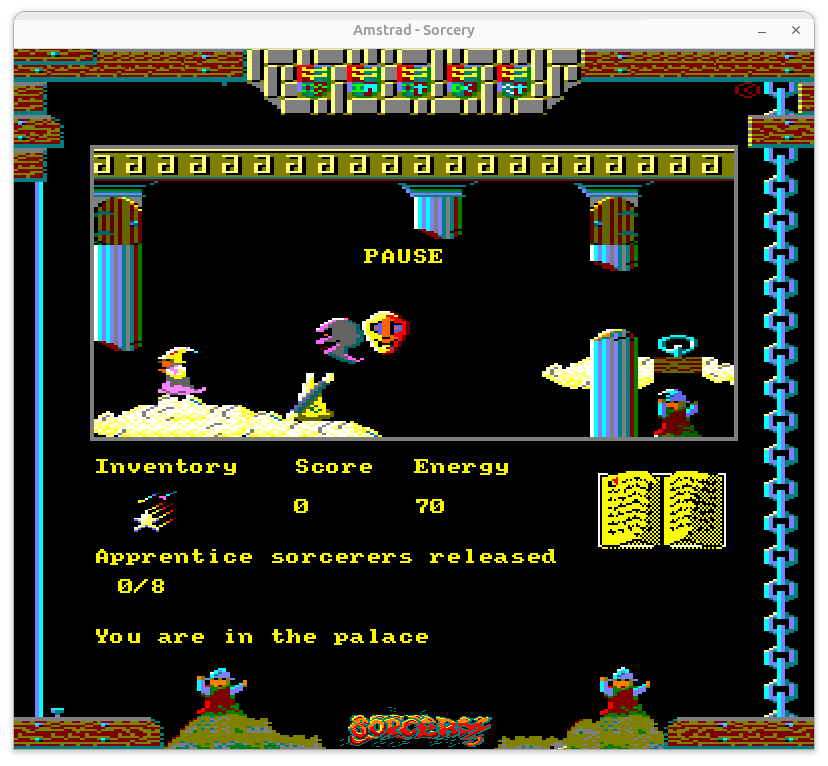 Amstrad - Sorcery
PAUSE
Inventory Score Energy
0 70
Apprentice sorcerers released
0/8
You are in the palace
SORCERY